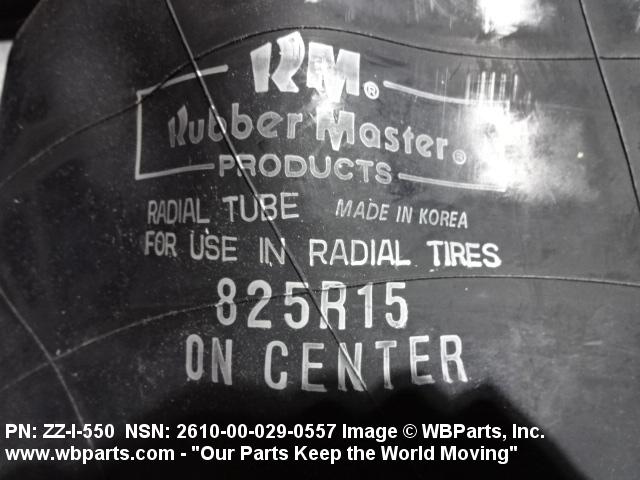 RM®
Rubber Master®
PRODUCTS
RADIAL TUBE MADE IN KOREA
FOR USE IN RADIAL TIRES
825R15
ON CENTER
PN: ZZ-I-550 NSN: 2610-00-029-0557 Image © WBParts, Inc.
www.wbparts.com - "Our Parts Keep the World Moving"